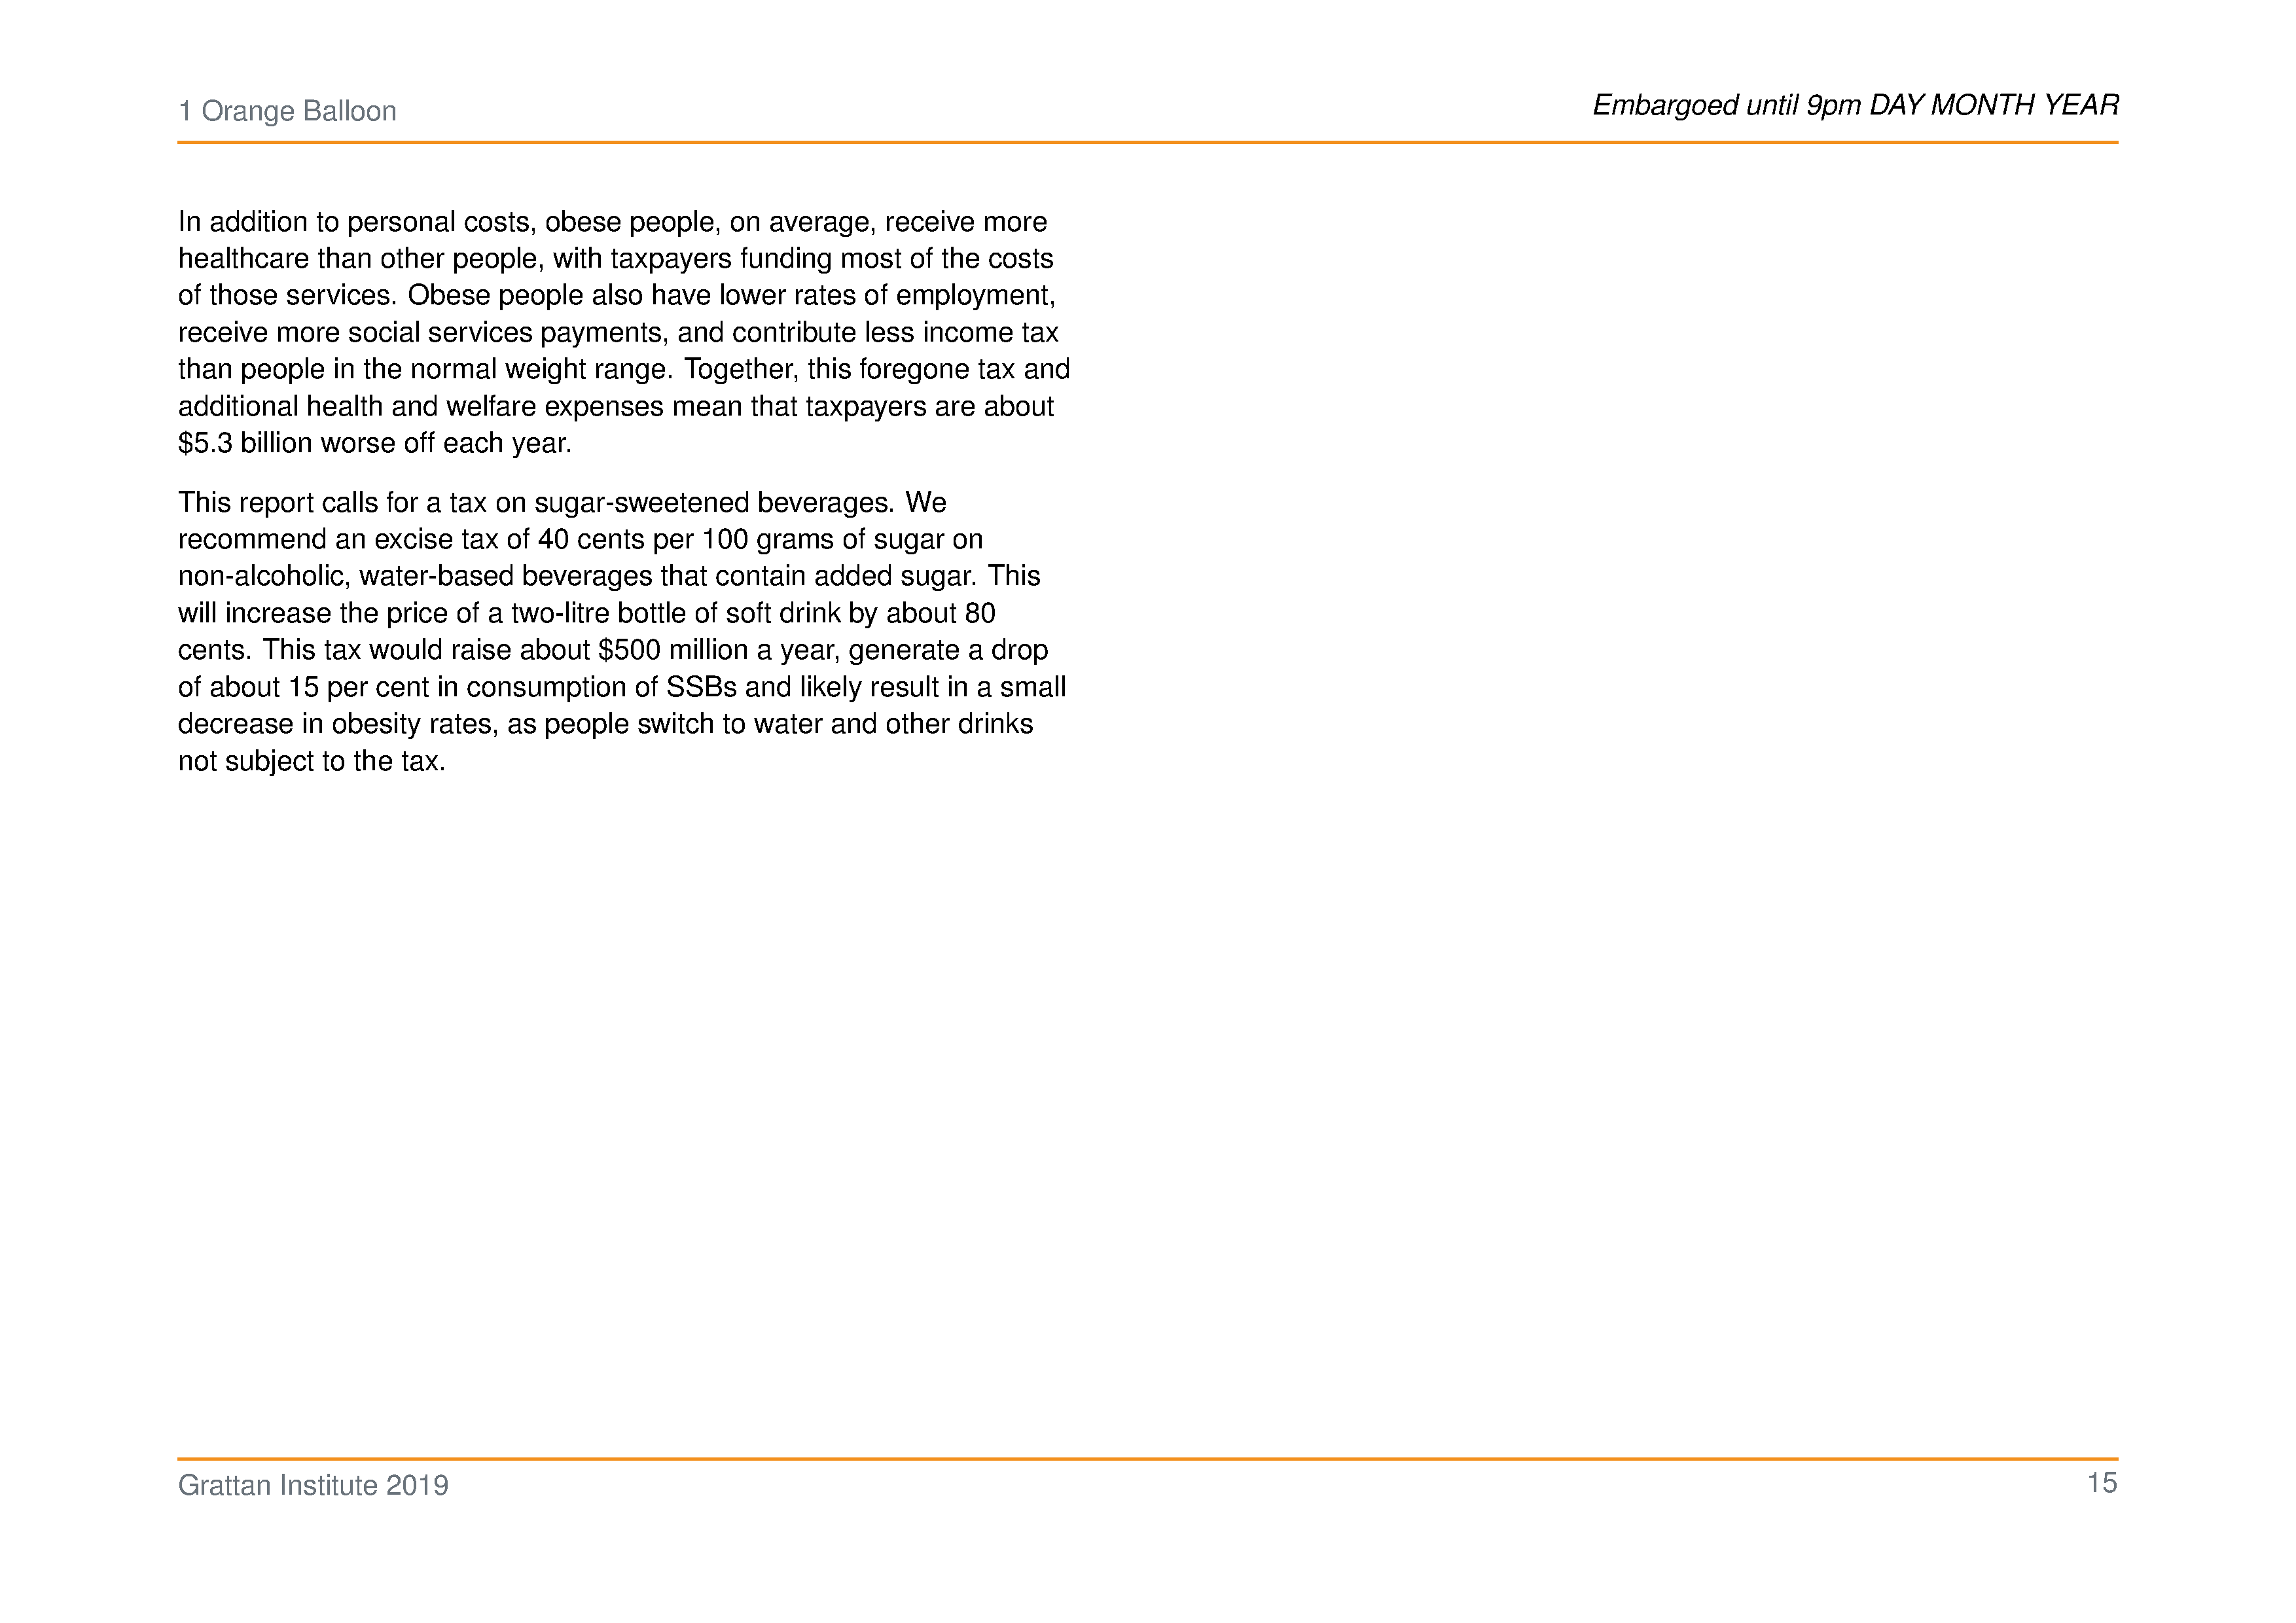 1 Orange Balloon
Embargoed until 9pm DAY MONTH YEAR
In addition to personal costs, obese people, on average, receive more
healthcare than other people, with taxpayers funding most of the costs
of those services. Obese people also have lower rates of employment,
receive more social services payments, and contribute less income tax
than people in the normal weight range. Together, this foregone tax and
additional health and welfare expenses mean that taxpayers are about
$5.3 billion worse off each year.
This report calls for a tax on sugar-sweetened beverages. We
recommend an excise tax of 40 cents per 100 grams of sugar on
non-alcoholic, water-based beverages that contain added sugar. This
will increase the price of a two-litre bottle of soft drink by about 80
cents. This tax would raise about $500 million a year, generate a drop
of about 15 per cent in consumption of SSBs and likely result in a small
decrease in obesity rates, as people switch to water and other drinks
not subject to the tax.
Grattan Institute 2019
15